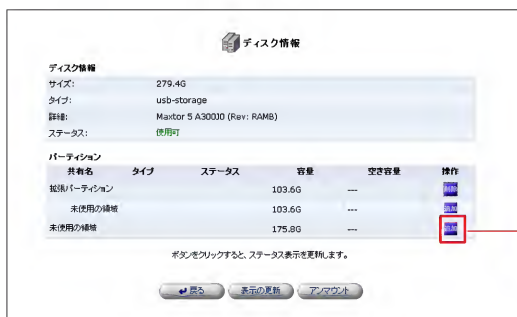 ディスク情報
ディスク情報
サイズ: 279.4G
タイプ: usb-storage
詳細: Maxtor 5 A300J0 (Rev: RAMB)
ステータス: 使用可
パーティション
共有名 タイプ ステータス 容量 空き容量 操作
拡張パーティション 103.6G --- 削除
未使用の領域 103.6G --- 追加
未使用の領域 175.8G --- 追加
ボタンをクリックすると、ステータス表示を更新します。
戻る 表示の更新 アンマウント